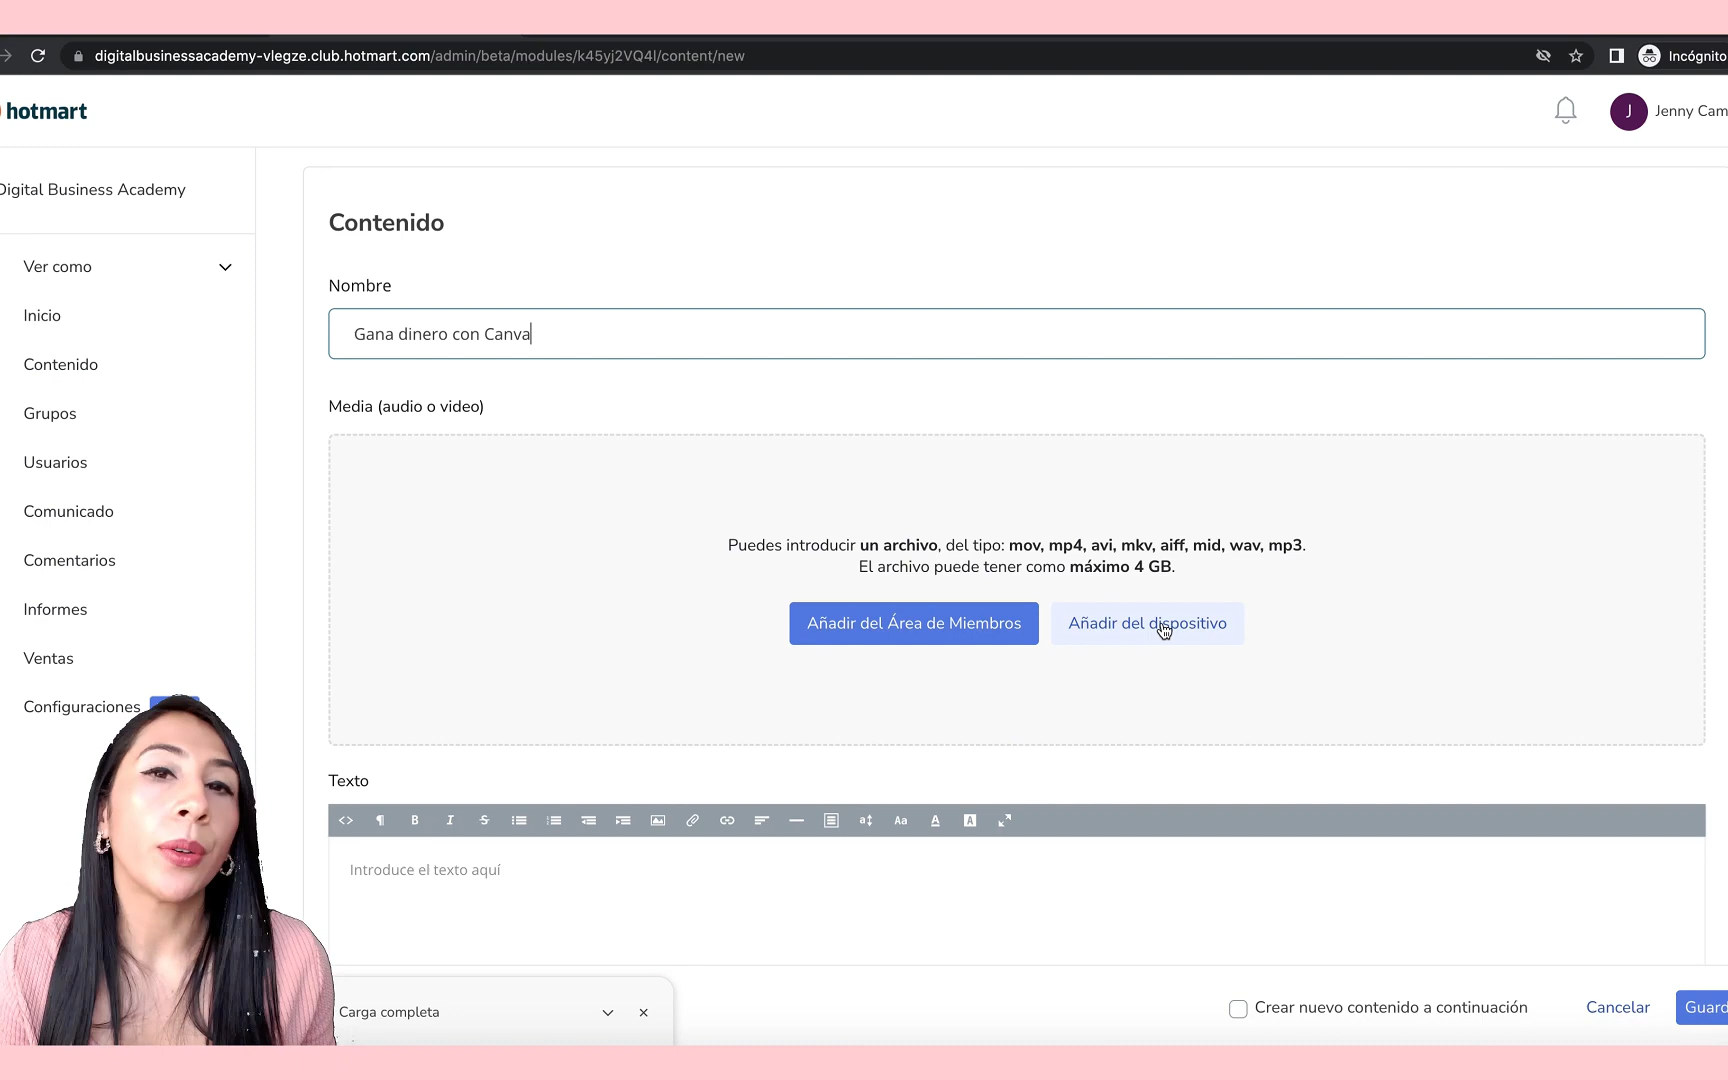 digitalbusinessacademy-vlegze.club.hotmart.com/admin/beta/modules/k45yj2VQ4l/content/new
Incógnito
hotmart
J
Jenny Cam
Digital Business Academy
Ver como
Inicio
Contenido
Grupos
Usuarios
Comunicado
Comentarios
Informes
Ventas
Configuraciones
Contenido
Nombre
Gana dinero con Canva
Media (audio o video)
Puedes introducir un archivo, del tipo: mov, mp4, avi, mkv, aiff, mid, wav, mp3.
El archivo puede tener como máximo 4 GB.
Añadir del Área de Miembros
Añadir del dispositivo
Texto
Introduce el texto aquí
Carga completa
Crear nuevo contenido a continuación
Cancelar
Guard